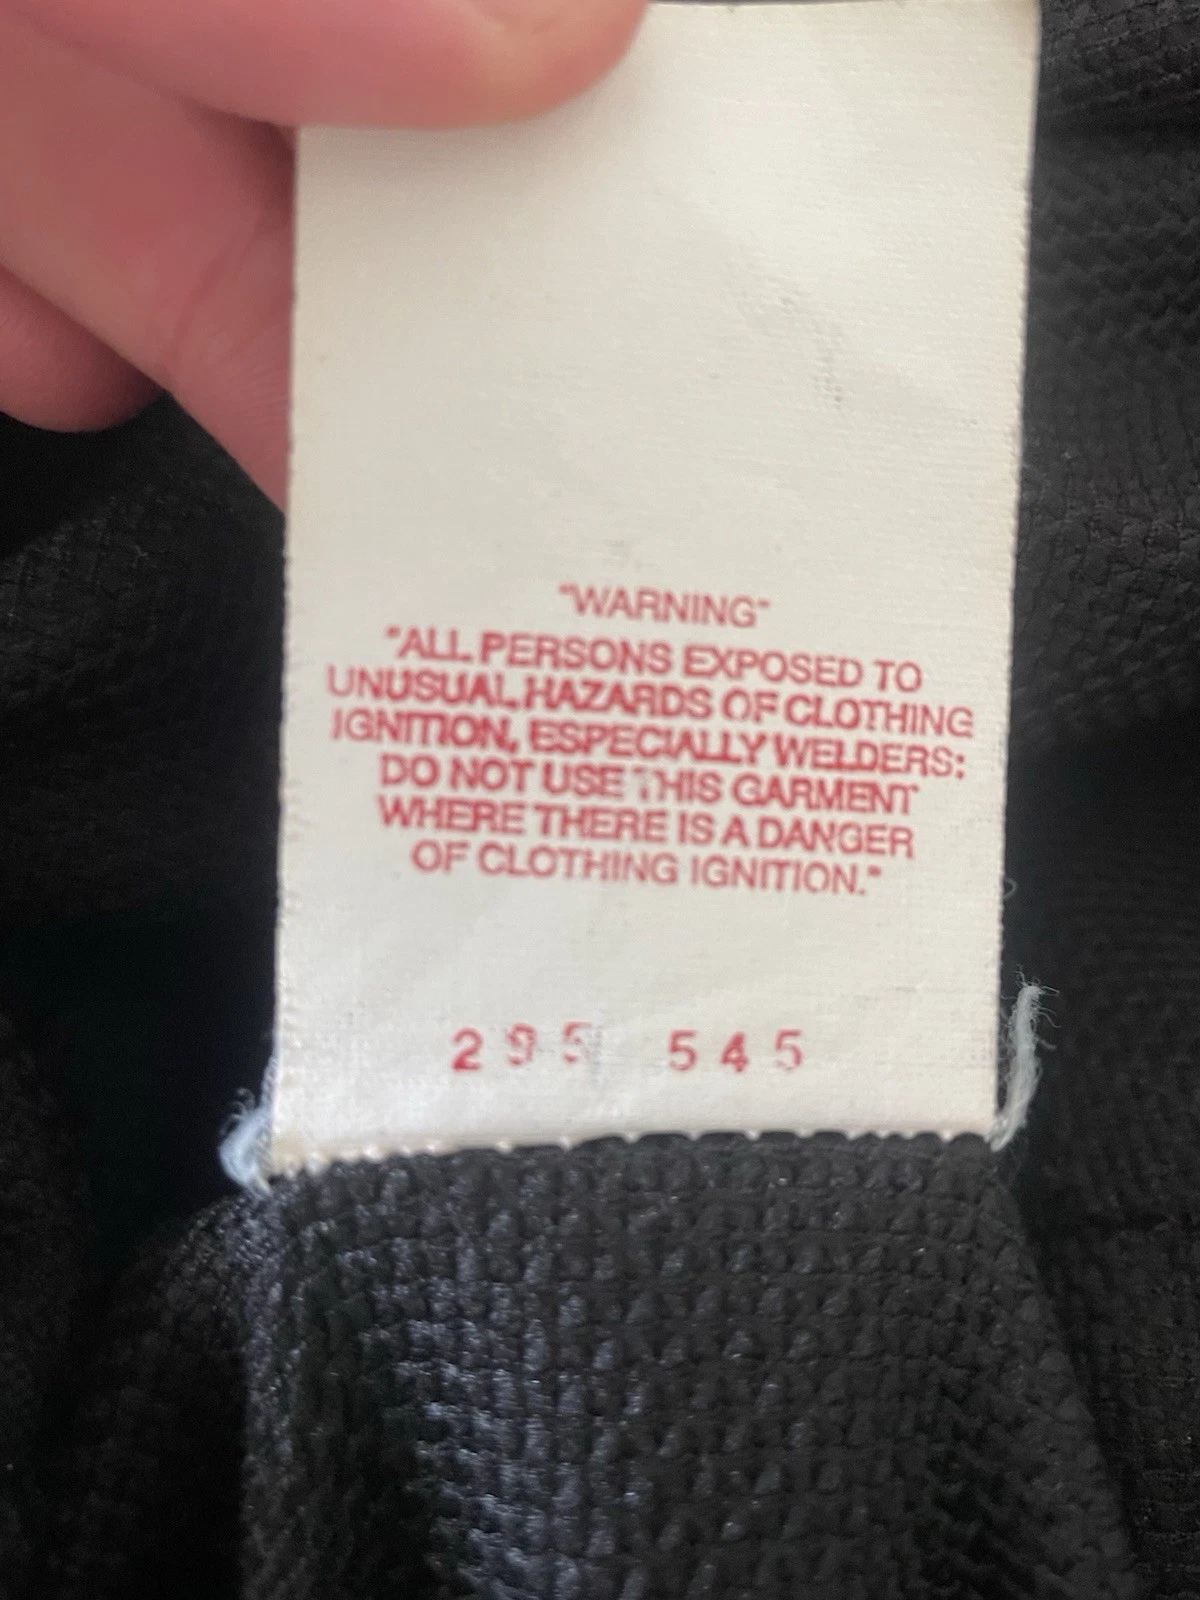 "WARNING"
"ALL PERSONS EXPOSED TO
UNUSUAL HAZARDS OF CLOTHING
IGNITION, ESPECIALLY WELDERS:
DO NOT USE THIS GARMENT
WHERE THERE IS A DANGER
OF CLOTHING IGNITION."
295 545